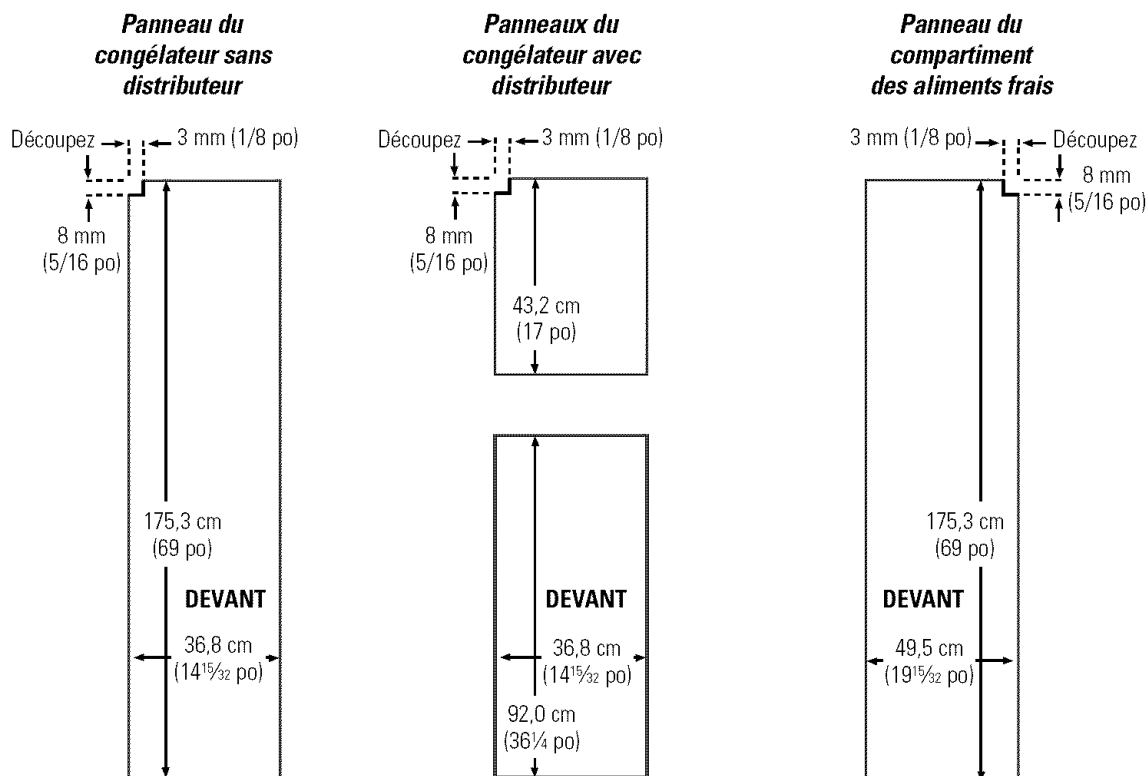 Panneau du
congélateur sans
distributeur
Découpez
3 mm (1/8 po)
8 mm
(5/16 po)
175,3 cm
(69 po)
DEVANT
36,8 cm
(14 15/32 po)
Panneaux du
congélateur avec
distributeur
Découpez
3 mm (1/8 po)
8 mm
(5/16 po)
43,2 cm
(17 po)
DEVANT
36,8 cm
(14 15/32 po)
92,0 cm
(36 1/4 po)
Panneau du
compartiment
des aliments frais
3 mm (1/8 po)
Découpez
8 mm
(5/16 po)
175,3 cm
(69 po)
DEVANT
49,5 cm
(19 15/32 po)